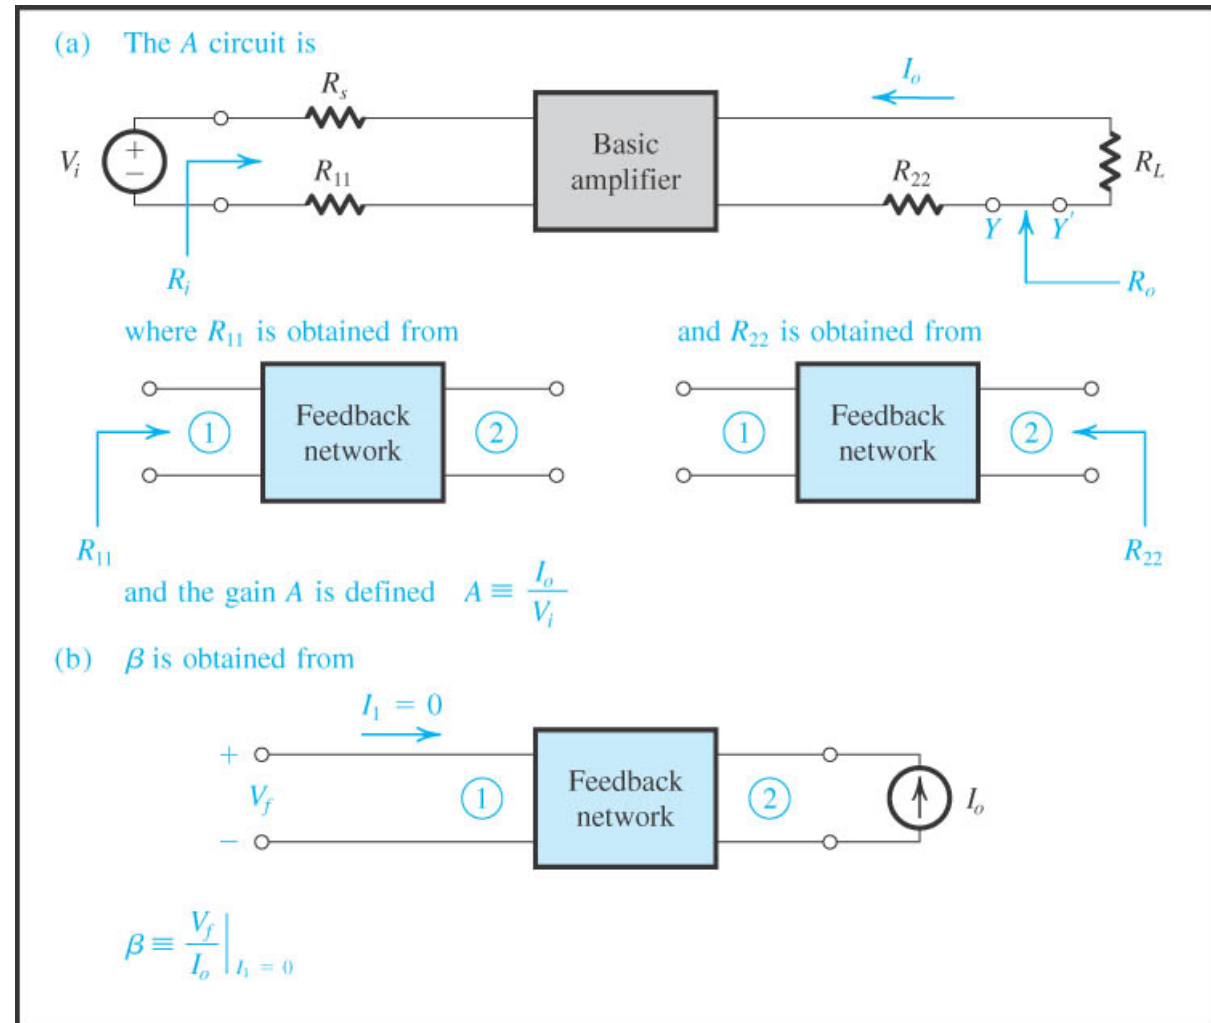 (a) The A circuit is
I_o
R_s
Basic
amplifier
+
−
V_i
R_11
R_22
R_L
Y
Y′
R_i
R_o
where R_11 is obtained from
and R_22 is obtained from
Feedback
network
1
2
R_11
Feedback
network
1
2
R_22
and the gain A is defined A ≡ I_o / V_i
(b) β is obtained from
I_1 = 0
+
V_f
−
1
Feedback
network
2
I_o
β ≡ V_f / I_o |_{I_1 = 0}